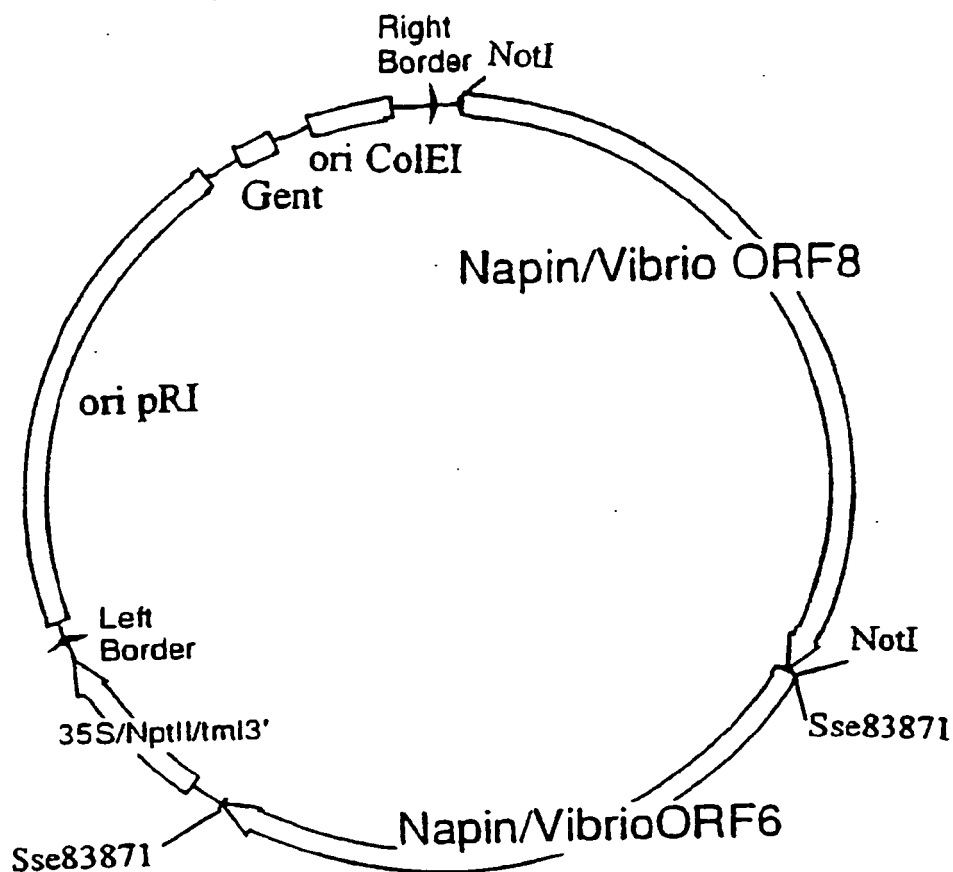 Right
Border
NotI
ori ColEI
Gent
Napin/Vibrio ORF8
ori pRI
Left
Border
NotI
35S/NptII/tml3'
Sse83871
Napin/VibrioORF6
Sse83871